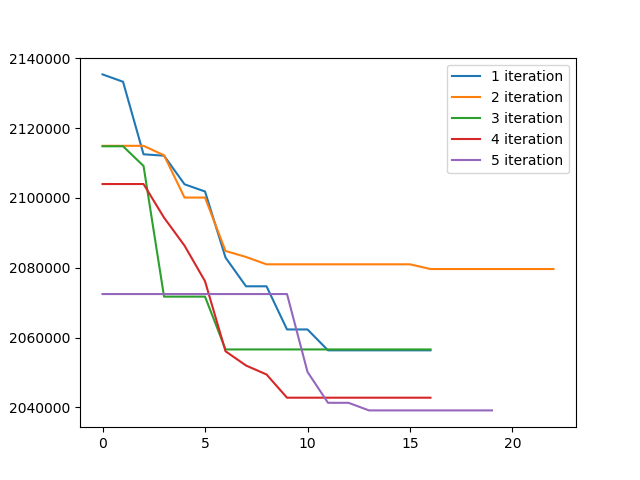 2140000
2120000
2100000
2080000
2060000
2040000
0 5 10 15 20
1 iteration
2 iteration
3 iteration
4 iteration
5 iteration